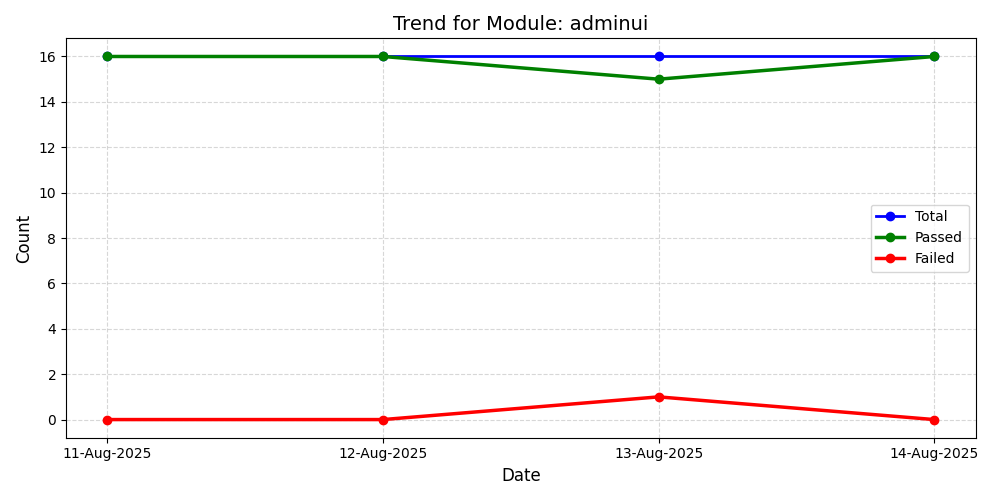 Trend for Module: adminui
Count
16
14
12
10
8
6
4
2
0
Total
Passed
Failed
11-Aug-2025
12-Aug-2025
13-Aug-2025
14-Aug-2025
Date